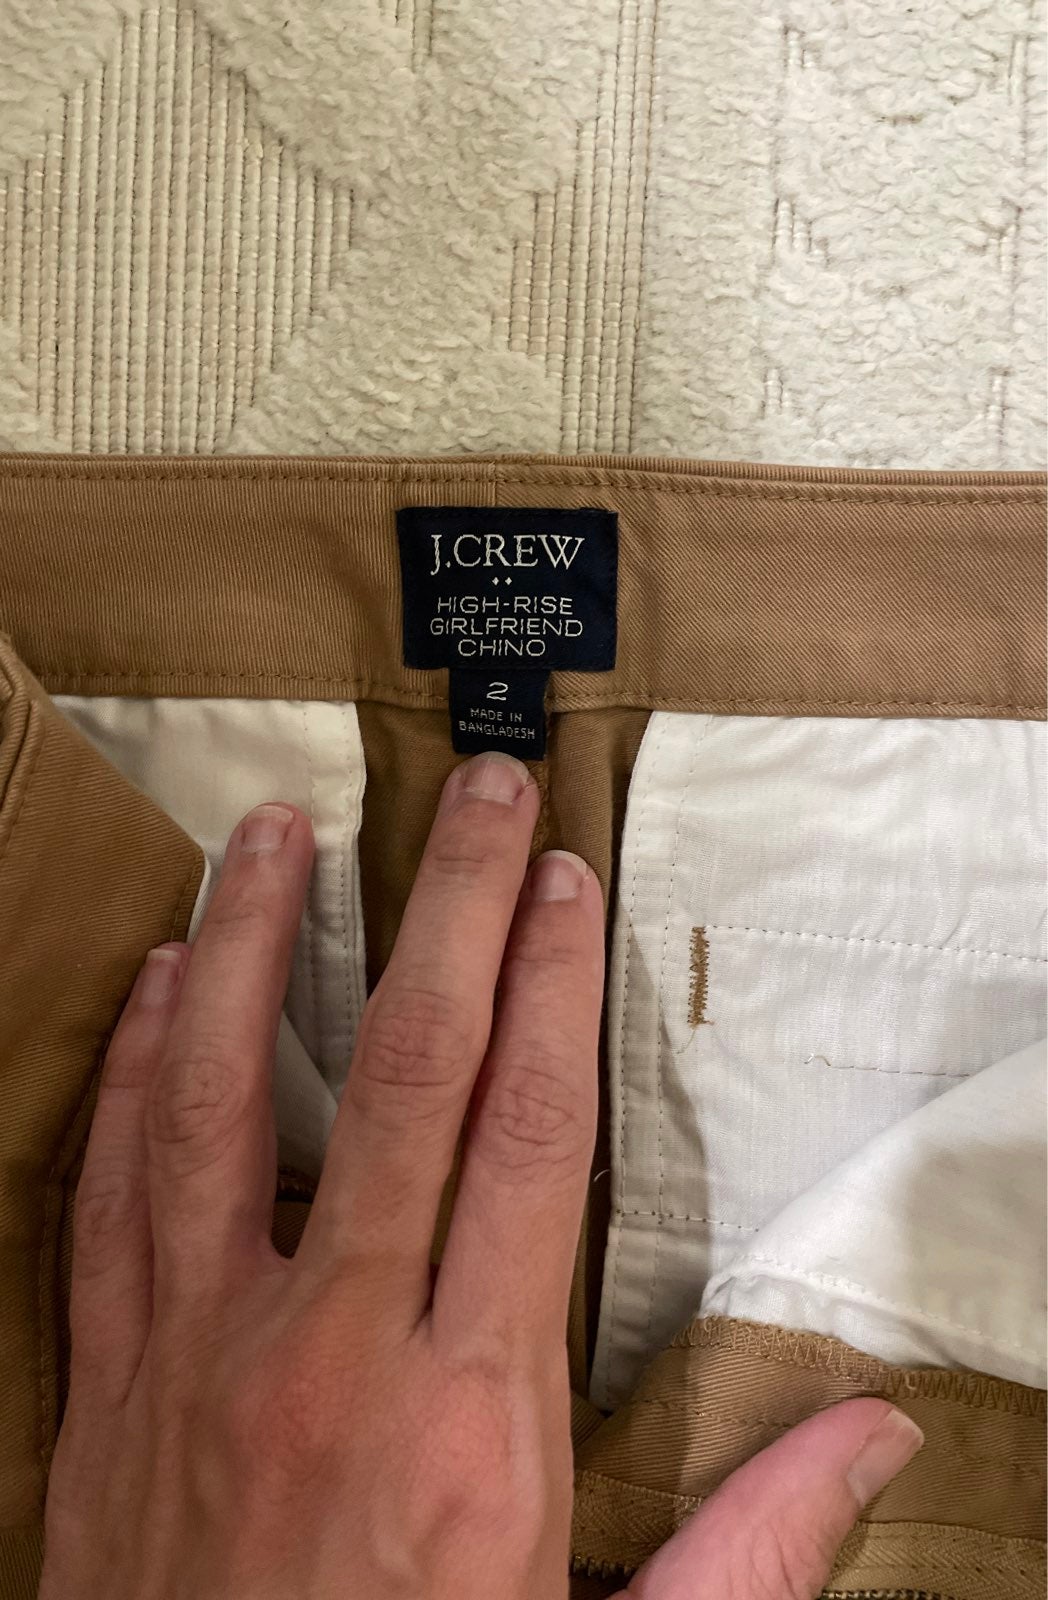 J.CREW
HIGH-RISE
GIRLFRIEND
CHINO
2
MADE IN
BANGLADESH